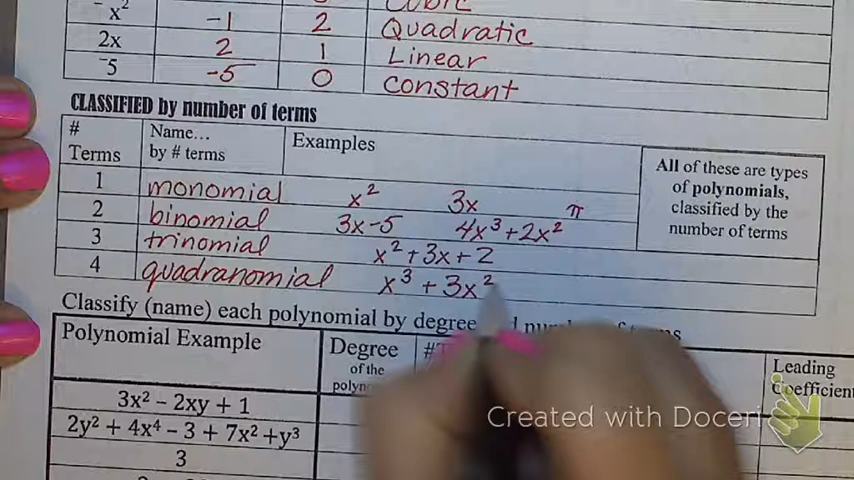 Cubic
-x² -1 2 Quadratic
2x 2 1 Linear
-5 -5 0 constant
CLASSIFIED by number of terms
# Terms Name... by # terms Examples
1 monomial x² 3x π
2 binomial 3x-5 4x³+2x²
3 trinomial x²+3x+2
4 quadranomial x³+3x²
All of these are types
of polynomials,
classified by the
number of terms
Classify (name) each polynomial by degree
Polynomial Example Degree of the Leading Coefficient
3x² − 2xy + 1
2y² + 4x⁴ − 3 + 7x² +y³
3
Created with Doceri